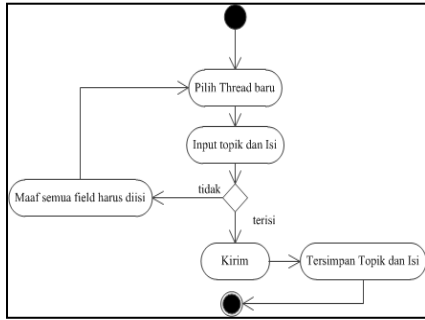 Pilih Thread baru
Input topik dan Isi
tidak
Maaf semua field harus diisi
terisi
Kirim
Tersimpan Topik dan Isi